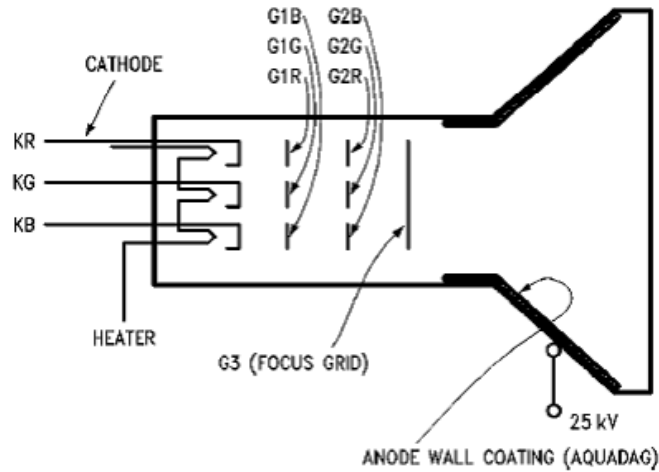 G1B G2B
G1G G2G
G1R G2R
CATHODE
KR
KG
KB
HEATER
G3 (FOCUS GRID)
25 kV
ANODE WALL COATING (AQUADAG)